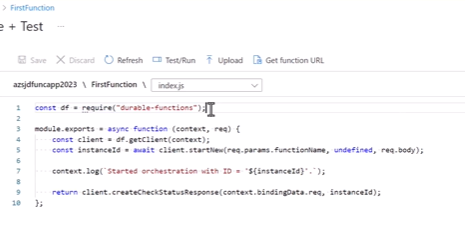 > FirstFunction
e + Test ...
Save Discard Refresh Test/Run Upload Get function URL
azsjdfuncapp2023 \ FirstFunction \ index.js
1 const df = require("durable-functions");
2
3 module.exports = async function (context, req) {
4 const client = df.getClient(context);
5 const instanceId = await client.startNew(req.params.functionName, undefined, req.body);
6
7 context.log(`Started orchestration with ID = '${instanceId}'.`);
8
9 return client.createCheckStatusResponse(context.bindingData.req, instanceId);
10 };